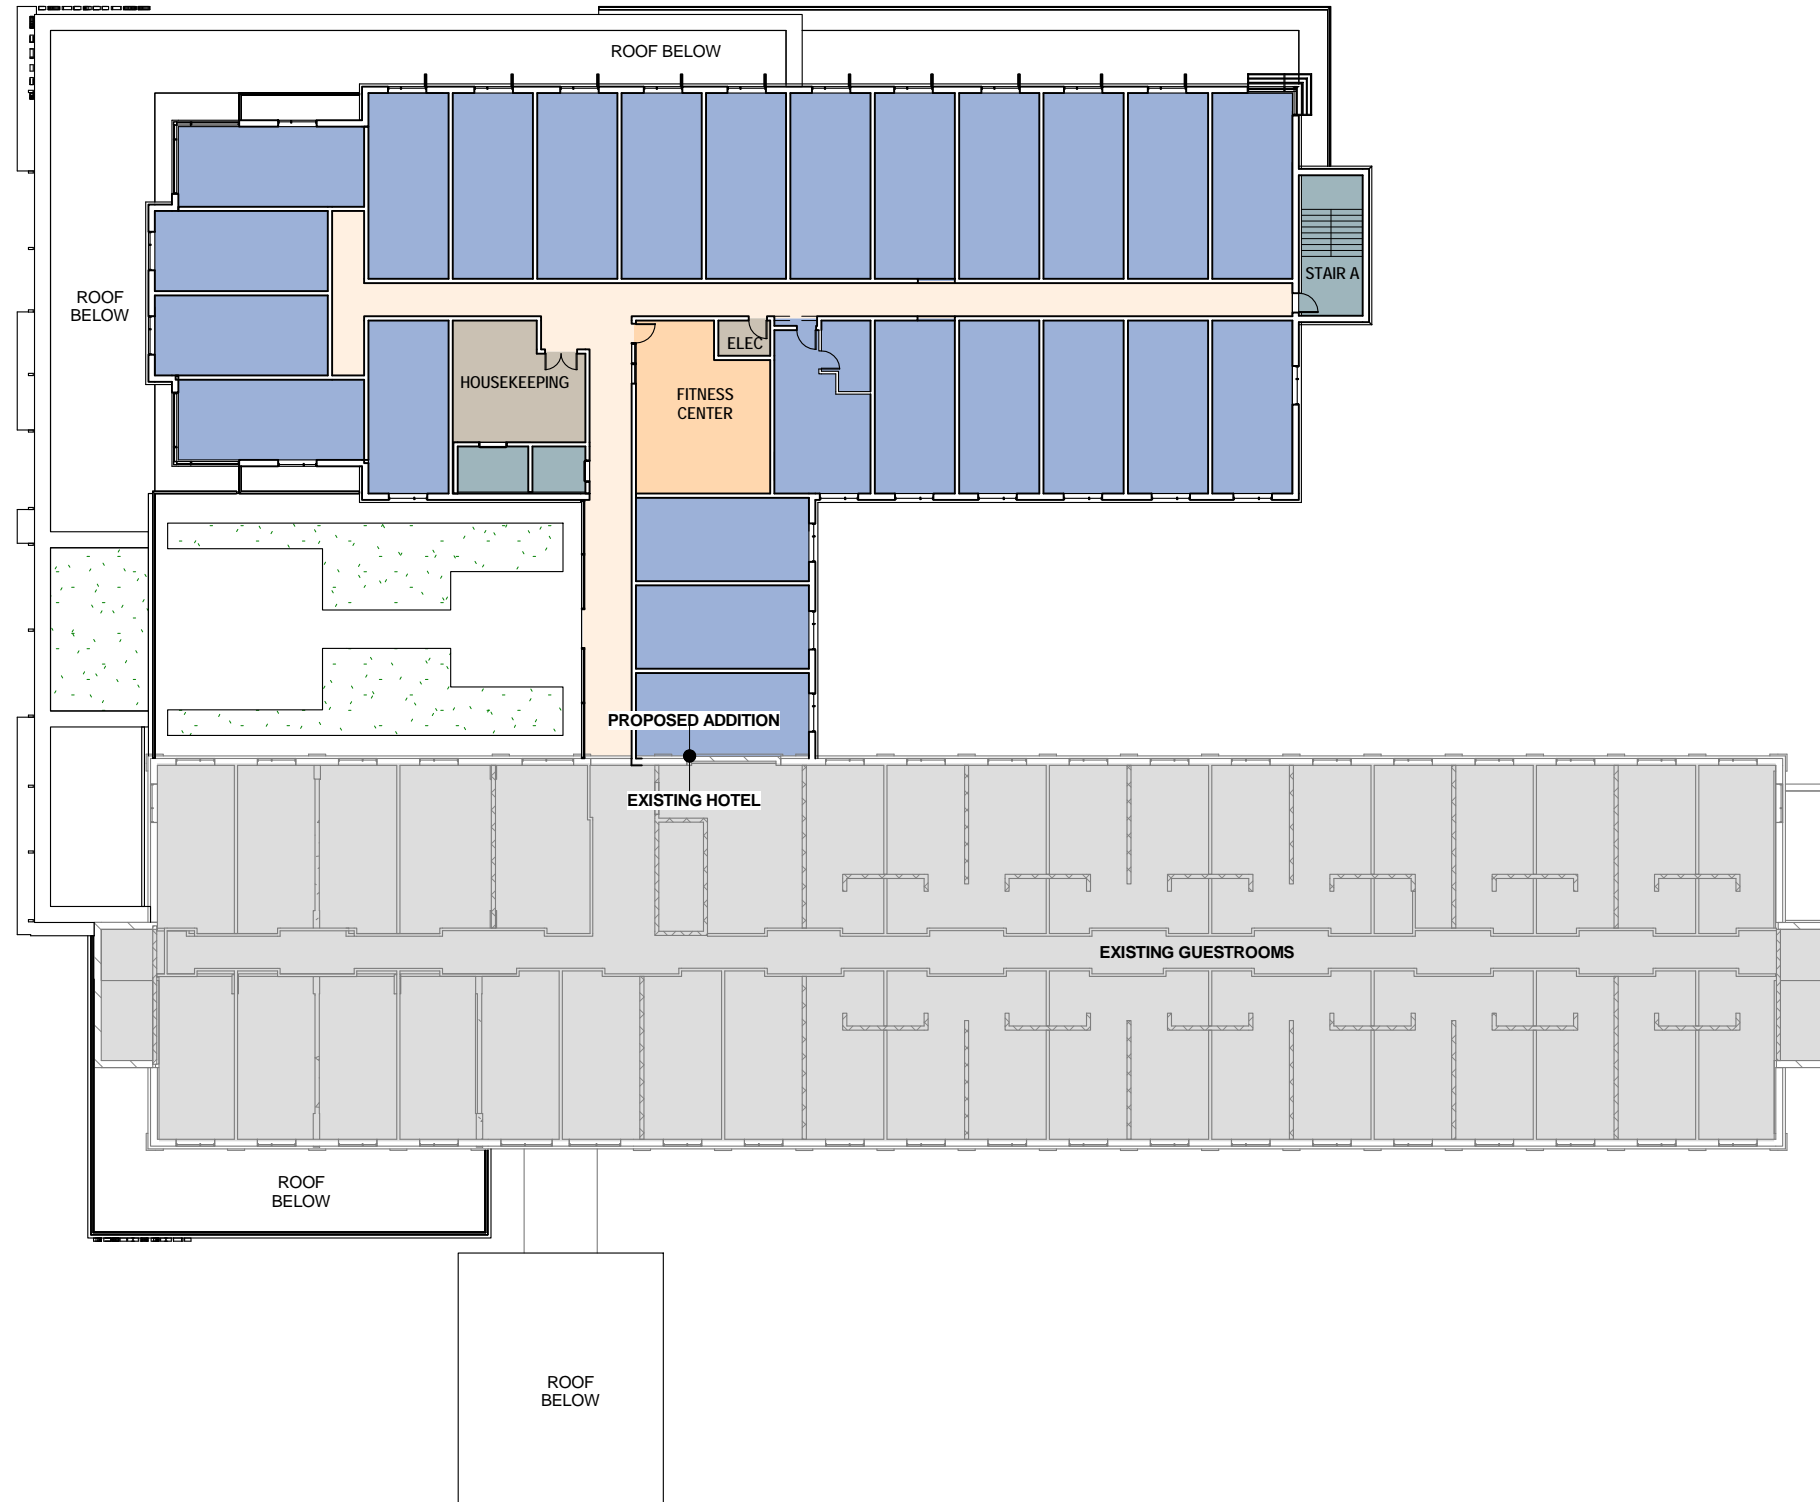 ROOF BELOW
STAIR A
ROOF
BELOW
ELEC
HOUSEKEEPING
FITNESS
CENTER
PROPOSED ADDITION
EXISTING HOTEL
EXISTING GUESTROOMS
ROOF
BELOW
ROOF
BELOW